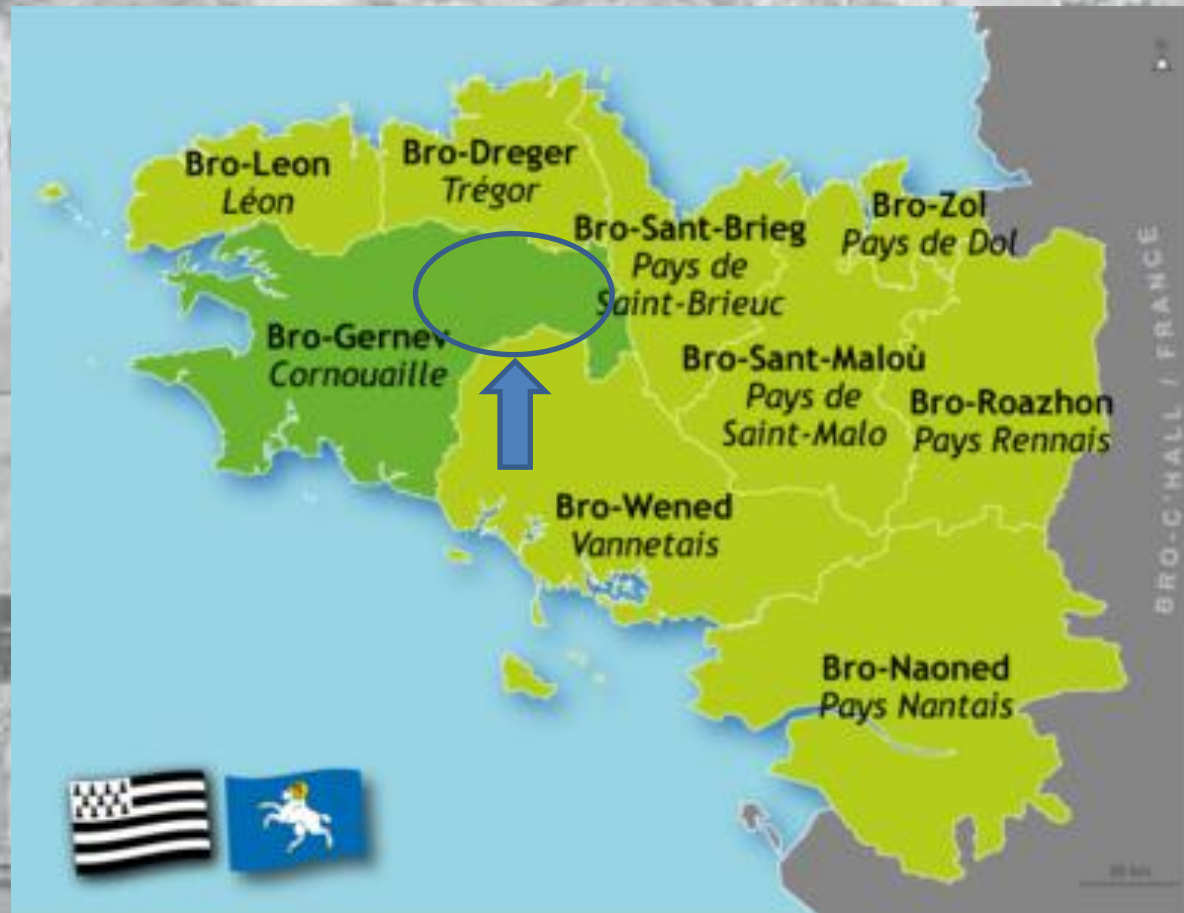 Bro-Leon
Léon
Bro-Dreger
Trégor
Bro-Sant-Brieg
Pays de
Saint-Brieuc
Bro-Zol
Pays de Dol
Bro-Gernev
Cornouaille
Bro-Sant-Maloù
Pays de
Saint-Malo
Bro-Roazhon
Pays Rennais
Bro-Wened
Vannetais
Bro-Naoned
Pays Nantais
BRO-C'HALL / FRANCE